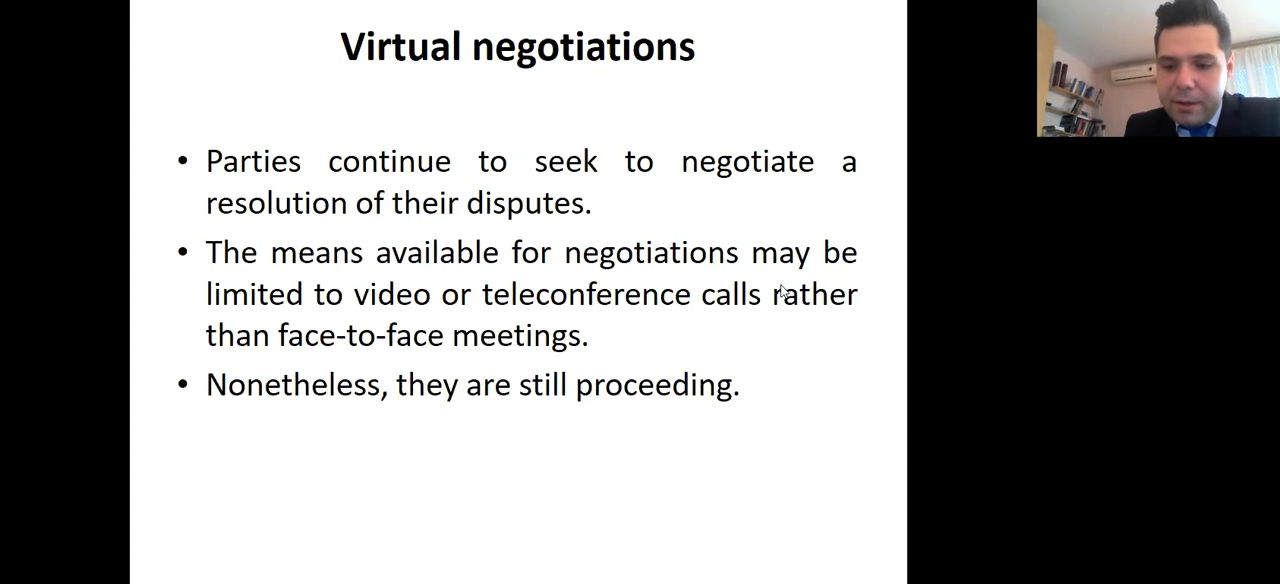 Virtual negotiations
• Parties continue to seek to negotiate a
resolution of their disputes.
• The means available for negotiations may be
limited to video or teleconference calls rather
than face-to-face meetings.
• Nonetheless, they are still proceeding.